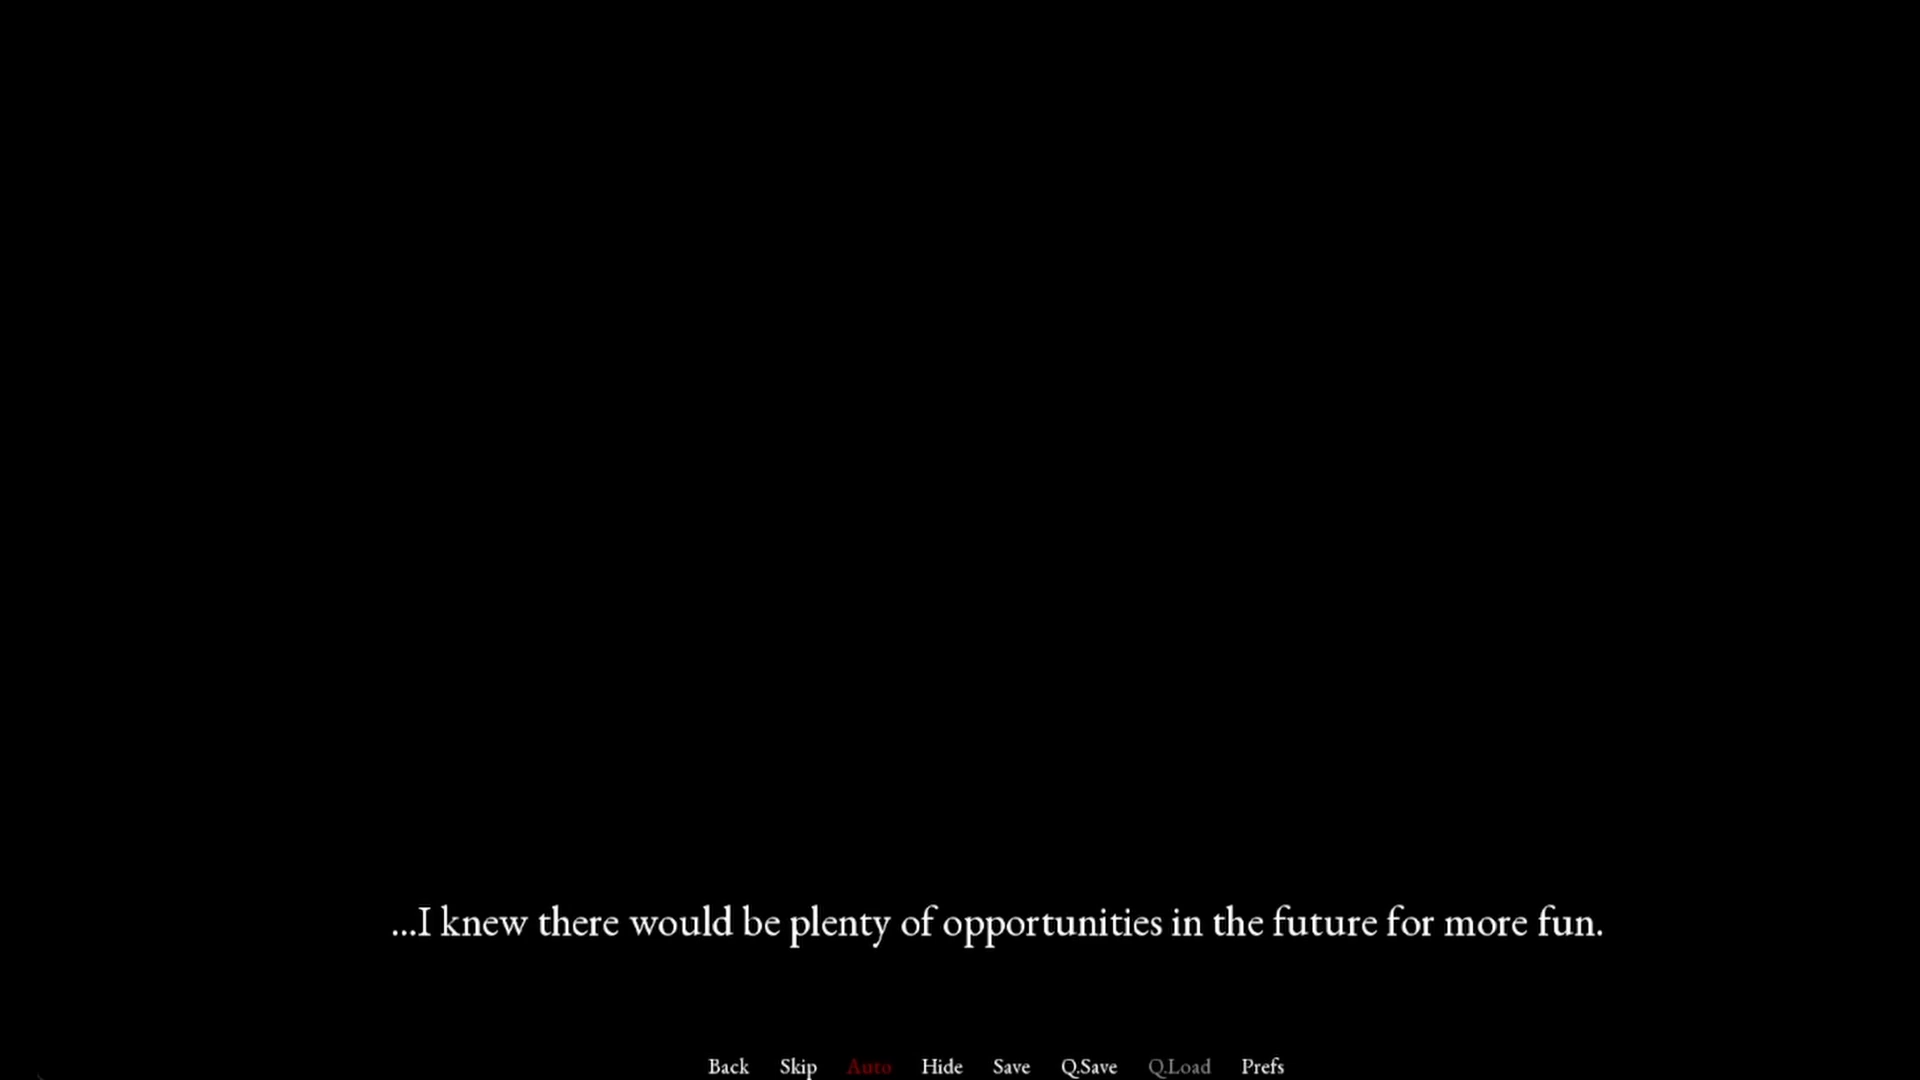 ...I knew there would be plenty of opportunities in the future for more fun.
Back Skip Auto Hide Save Q.Save Q.Load Prefs